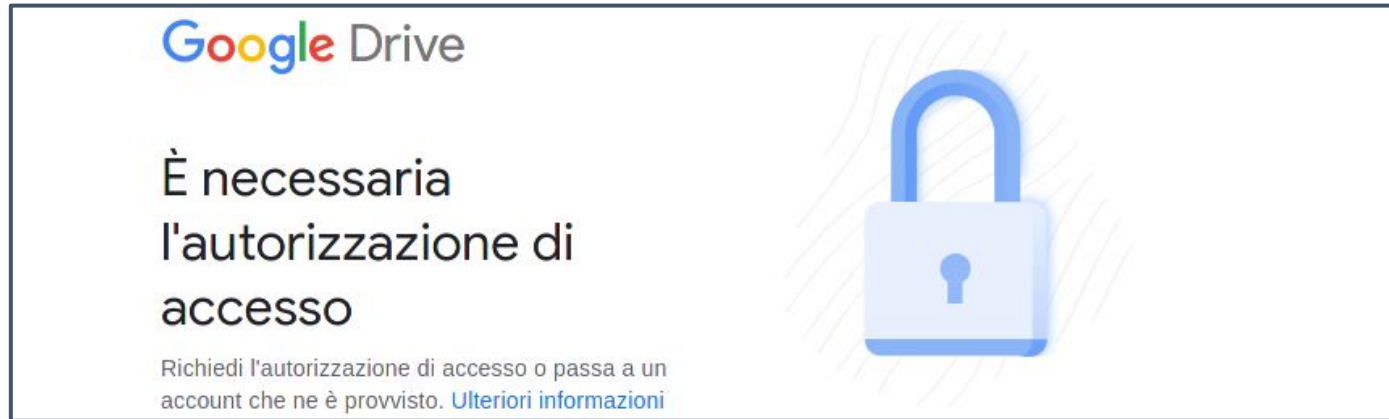 Google Drive
È necessaria
l'autorizzazione di
accesso
Richiedi l'autorizzazione di accesso o passa a un
account che ne è provvisto. Ulteriori informazioni